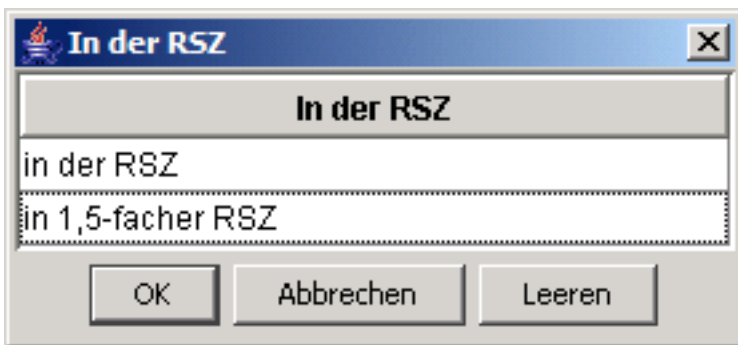 In der RSZ
In der RSZ
in der RSZ
in 1,5-facher RSZ
OK Abbrechen Leeren